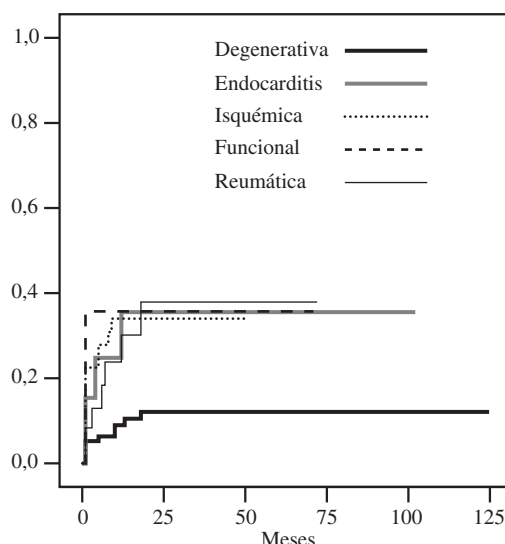 1,0
0,8
0,6
0,4
0,2
0,0
Degenerativa
Endocarditis
Isquémica
Funcional
Reumática
0 25 50 75 100 125
Meses